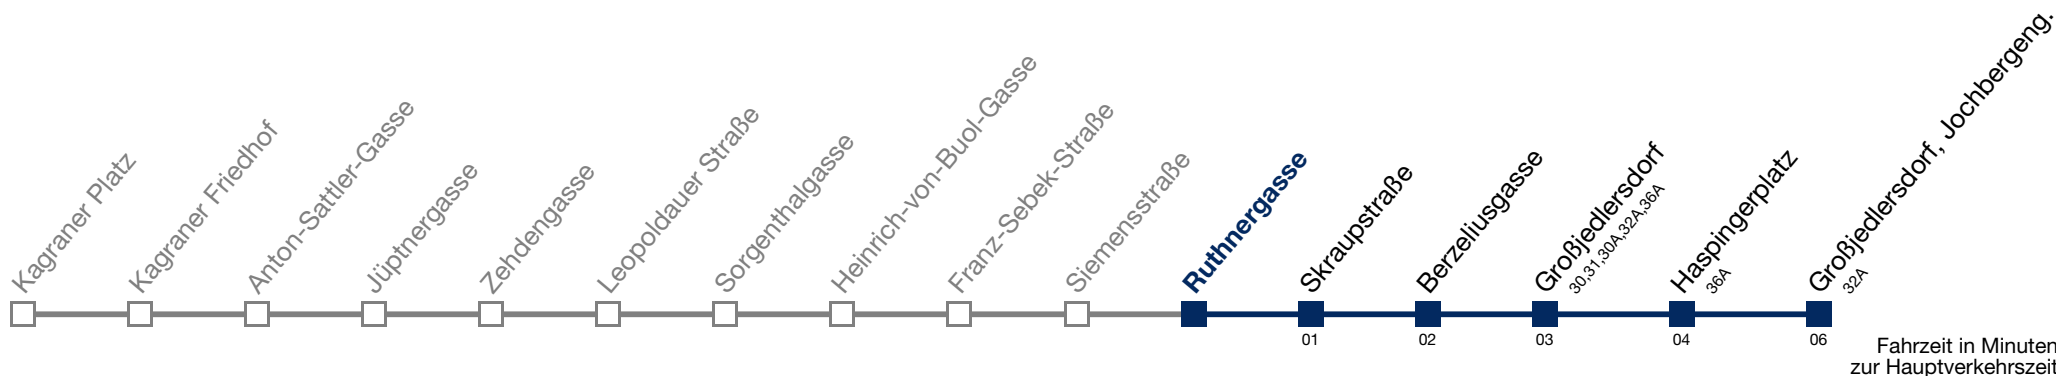 Kagraner Platz
Kagraner Friedhof
Anton-Sattler-Gasse
Jüptnergasse
Zehdengasse
Leopoldauer Straße
Sorgenthalgasse
Heinrich-von-Buol-Gasse
Franz-Sebek-Straße
Siemensstraße
Ruthnergasse
Skraupstraße
01
Berzeliusgasse
02
Großjedlersdorf
30,31,30A,32A,36A
03
Haspingerplatz
36A
04
Großjedlersdorf, Jochbergeng.
32A
06
Fahrzeit in Minuten
zur Hauptverkehrszeit